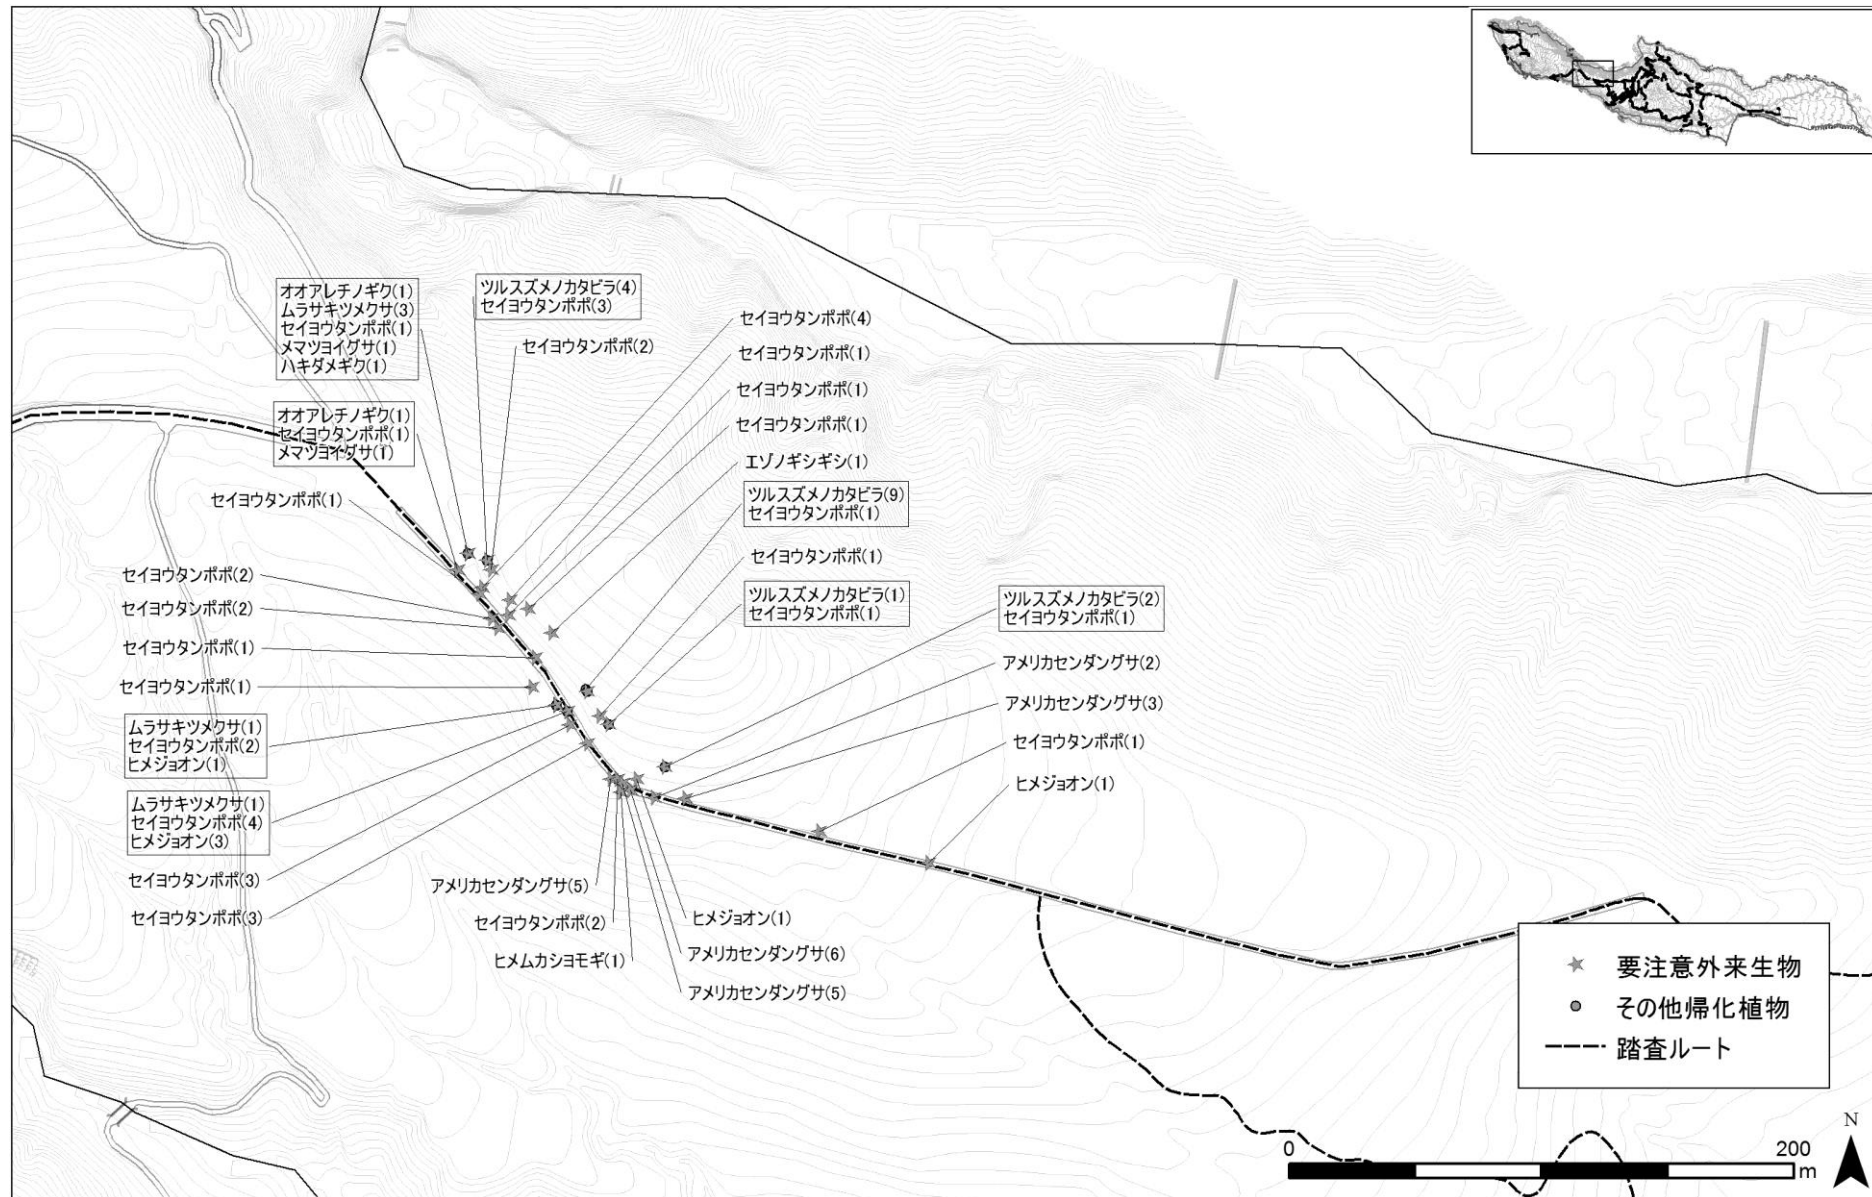 オオアレチノギク(1)
ムラサキツメクサ(3)
セイヨウタンポポ(1)
メマツヨイグサ(1)
ハキダメギク(1)
ツルスズメノカタビラ(4)
セイヨウタンポポ(3)
セイヨウタンポポ(2)
セイヨウタンポポ(4)
セイヨウタンポポ(1)
セイヨウタンポポ(1)
セイヨウタンポポ(1)
エゾノギシギシ(1)
ツルスズメノカタビラ(9)
セイヨウタンポポ(1)
セイヨウタンポポ(1)
ツルスズメノカタビラ(1)
セイヨウタンポポ(1)
オオアレチノギク(1)
セイヨウタンポポ(1)
メマツヨイグサ(1)
セイヨウタンポポ(1)
セイヨウタンポポ(2)
セイヨウタンポポ(2)
セイヨウタンポポ(1)
セイヨウタンポポ(1)
ムラサキツメクサ(1)
セイヨウタンポポ(2)
ヒメジョオン(1)
ムラサキツメクサ(1)
セイヨウタンポポ(4)
ヒメジョオン(3)
セイヨウタンポポ(3)
セイヨウタンポポ(3)
ツルスズメノカタビラ(2)
セイヨウタンポポ(1)
アメリカセンダングサ(2)
アメリカセンダングサ(3)
セイヨウタンポポ(1)
ヒメジョオン(1)
アメリカセンダングサ(5)
セイヨウタンポポ(2)
ヒメムカシヨモギ(1)
ヒメジョオン(1)
アメリカセンダングサ(6)
アメリカセンダングサ(5)
要注意外来生物
その他帰化植物
踏査ルート
N
0 200
m